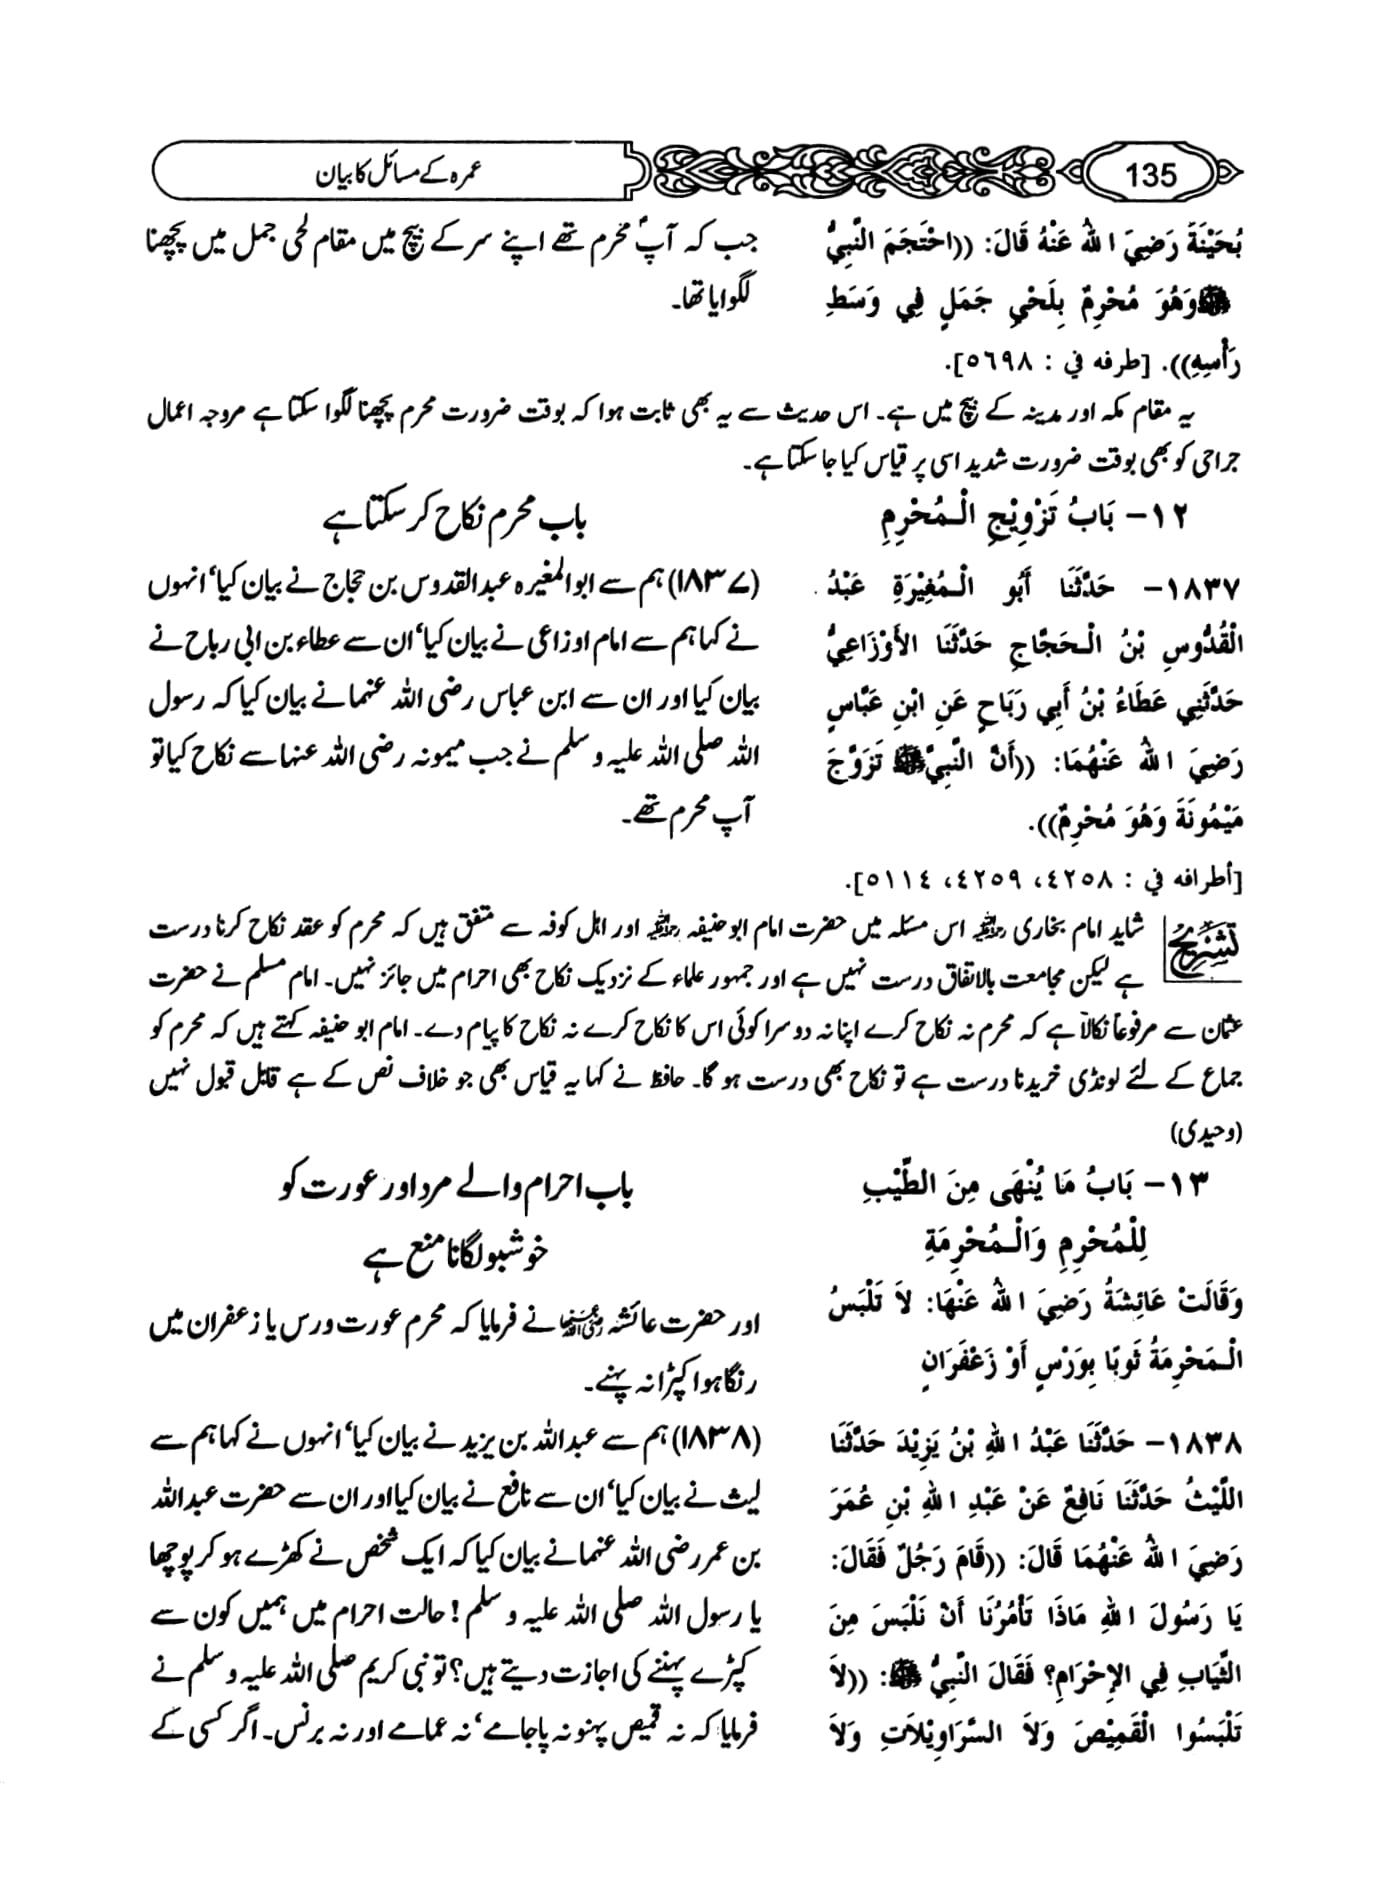 135
عمرہ کے مسائل کا بیان
بُحَيْنَةَ رَضِيَ اللهُ عَنْهُ قَالَ: ((احْتَجَمَ النَّبِيُّ
ﷺ وَهُوَ مُحْرِمٌ بِلَحْيِ جَمَلٍ فِي وَسَطِ
رَأْسِهِ)). [طرفه في : ٥٦٩٨].
جب کہ آپؐ محرم تھے اپنے سر کے بیچ میں مقام لحی جمل میں پچھنا
لگوایا تھا۔
یہ مقام مکہ اور مدینہ کے بیچ میں ہے۔ اس حدیث سے یہ بھی ثابت ہوا کہ بوقت ضرورت محرم پچھنا لگوا سکتا ہے مروجہ اعمال
جراحی کو بھی بوقت ضرورت شدید اسی پر قیاس کیا جا سکتا ہے۔
١٢- بَابُ تَزْوِيْجِ الْـمُحْرِمِ
باب محرم نکاح کر سکتا ہے
١٨٣٧- حَدَّثَنَا أَبُو الْـمُغِيْرَةِ عَبْدُ
الْقُدُّوسِ بْنُ الْـحَجَّاجِ حَدَّثَنَا الأَوْزَاعِيُّ
حَدَّثَنِي عَطَاءُ بْنُ أَبِي رَبَاحٍ عَنِ ابْنِ عَبَّاسٍ
رَضِيَ اللهُ عَنْهُمَا: ((أَنَّ النَّبِيَّ ﷺ تَزَوَّجَ
مَيْمُونَةَ وَهُوَ مُحْرِمٌ)).
[أطرافه في : ٤٢٥٨، ٤٢٥٩، ٥١١٤].
(۱۸۳۷) ہم سے ابوالمغیرہ عبدالقدوس بن حجاج نے بیان کیا‘ انہوں
نے کہا ہم سے امام اوزاعی نے بیان کیا‘ ان سے عطاء بن ابی رباح نے
بیان کیا اور ان سے ابن عباس رضی اللہ عنہما نے بیان کیا کہ رسول
اللہ صلی اللہ علیہ وسلم نے جب میمونہ رضی اللہ عنہا سے نکاح کیا تو
آپ محرم تھے۔
تشریح
شاید امام بخاری رحمۃ اللہ علیہ اس مسئلہ میں حضرت امام ابو حنیفہ رحمۃ اللہ علیہ اور اہل کوفہ سے متفق ہیں کہ محرم کو عقد نکاح کرنا درست
ہے لیکن مجامعت بالاتفاق درست نہیں ہے اور جمہور علماء کے نزدیک نکاح بھی احرام میں جائز نہیں۔ امام مسلم نے حضرت
عثمان سے مرفوعاً نکالا ہے کہ محرم نہ نکاح کرے اپنا نہ دوسرا کوئی اس کا نکاح کرے نہ نکاح کا پیام دے۔ امام ابو حنیفہ کہتے ہیں کہ محرم کو
جماع کے لئے لونڈی خریدنا درست ہے تو نکاح بھی درست ہو گا۔ حافظ نے کہا یہ قیاس بھی جو خلاف نص کے ہے قابل قبول نہیں
(وحیدی)
١٣- بَابُ مَا يُنْهَى مِنَ الطِّيْبِ
لِلْمُحْرِمِ وَالْـمُحْرِمَةِ
وَقَالَتْ عَائِشَةُ رَضِيَ اللهُ عَنْهَا: لاَ تَلْبَسُ
الْـمَحْرِمَةُ ثَوبًا بِوَرْسٍ أَوْ زَعْفَرَانٍ
باب احرام والے مرد اور عورت کو
خوشبو لگانا منع ہے
اور حضرت عائشہ رضی اللہ عنہا نے فرمایا کہ محرم عورت ورس یا زعفران میں
رنگا ہوا کپڑا نہ پہنے۔
١٨٣٨- حَدَّثَنَا عَبْدُ اللهِ بْنُ يَزِيْدَ حَدَّثَنَا
اللَّيْثُ حَدَّثَنَا نَافِعٌ عَنْ عَبْدِ اللهِ بْنِ عُمَرَ
رَضِيَ اللهُ عَنْهُمَا قَالَ: ((قَامَ رَجُلٌ فَقَالَ:
يَا رَسُولَ اللهِ مَاذَا تَأْمُرُنَا أَنْ نَلْبَسَ مِنَ
الثِّيَابِ فِي الإِحْرَامِ؟ فَقَالَ النَّبِيُّ ﷺ: ((لاَ
تَلْبَسُوا الْقَمِيْصَ وَلاَ السَّرَاوِيْلاَتِ وَلاَ
(۱۸۳۸) ہم سے عبداللہ بن یزید نے بیان کیا‘ انہوں نے کہا ہم سے
لیث نے بیان کیا‘ ان سے نافع نے بیان کیا اور ان سے حضرت عبداللہ
بن عمر رضی اللہ عنہما نے بیان کیا کہ ایک شخص نے کھڑے ہو کر پوچھا
یا رسول اللہ صلی اللہ علیہ وسلم! حالت احرام میں ہمیں کون سے
کپڑے پہننے کی اجازت دیتے ہیں؟ تو نبی کریم صلی اللہ علیہ وسلم نے
فرمایا کہ نہ قمیص پہنو نہ پاجامے‘ نہ عمامے اور نہ برنس۔ اگر کسی کے